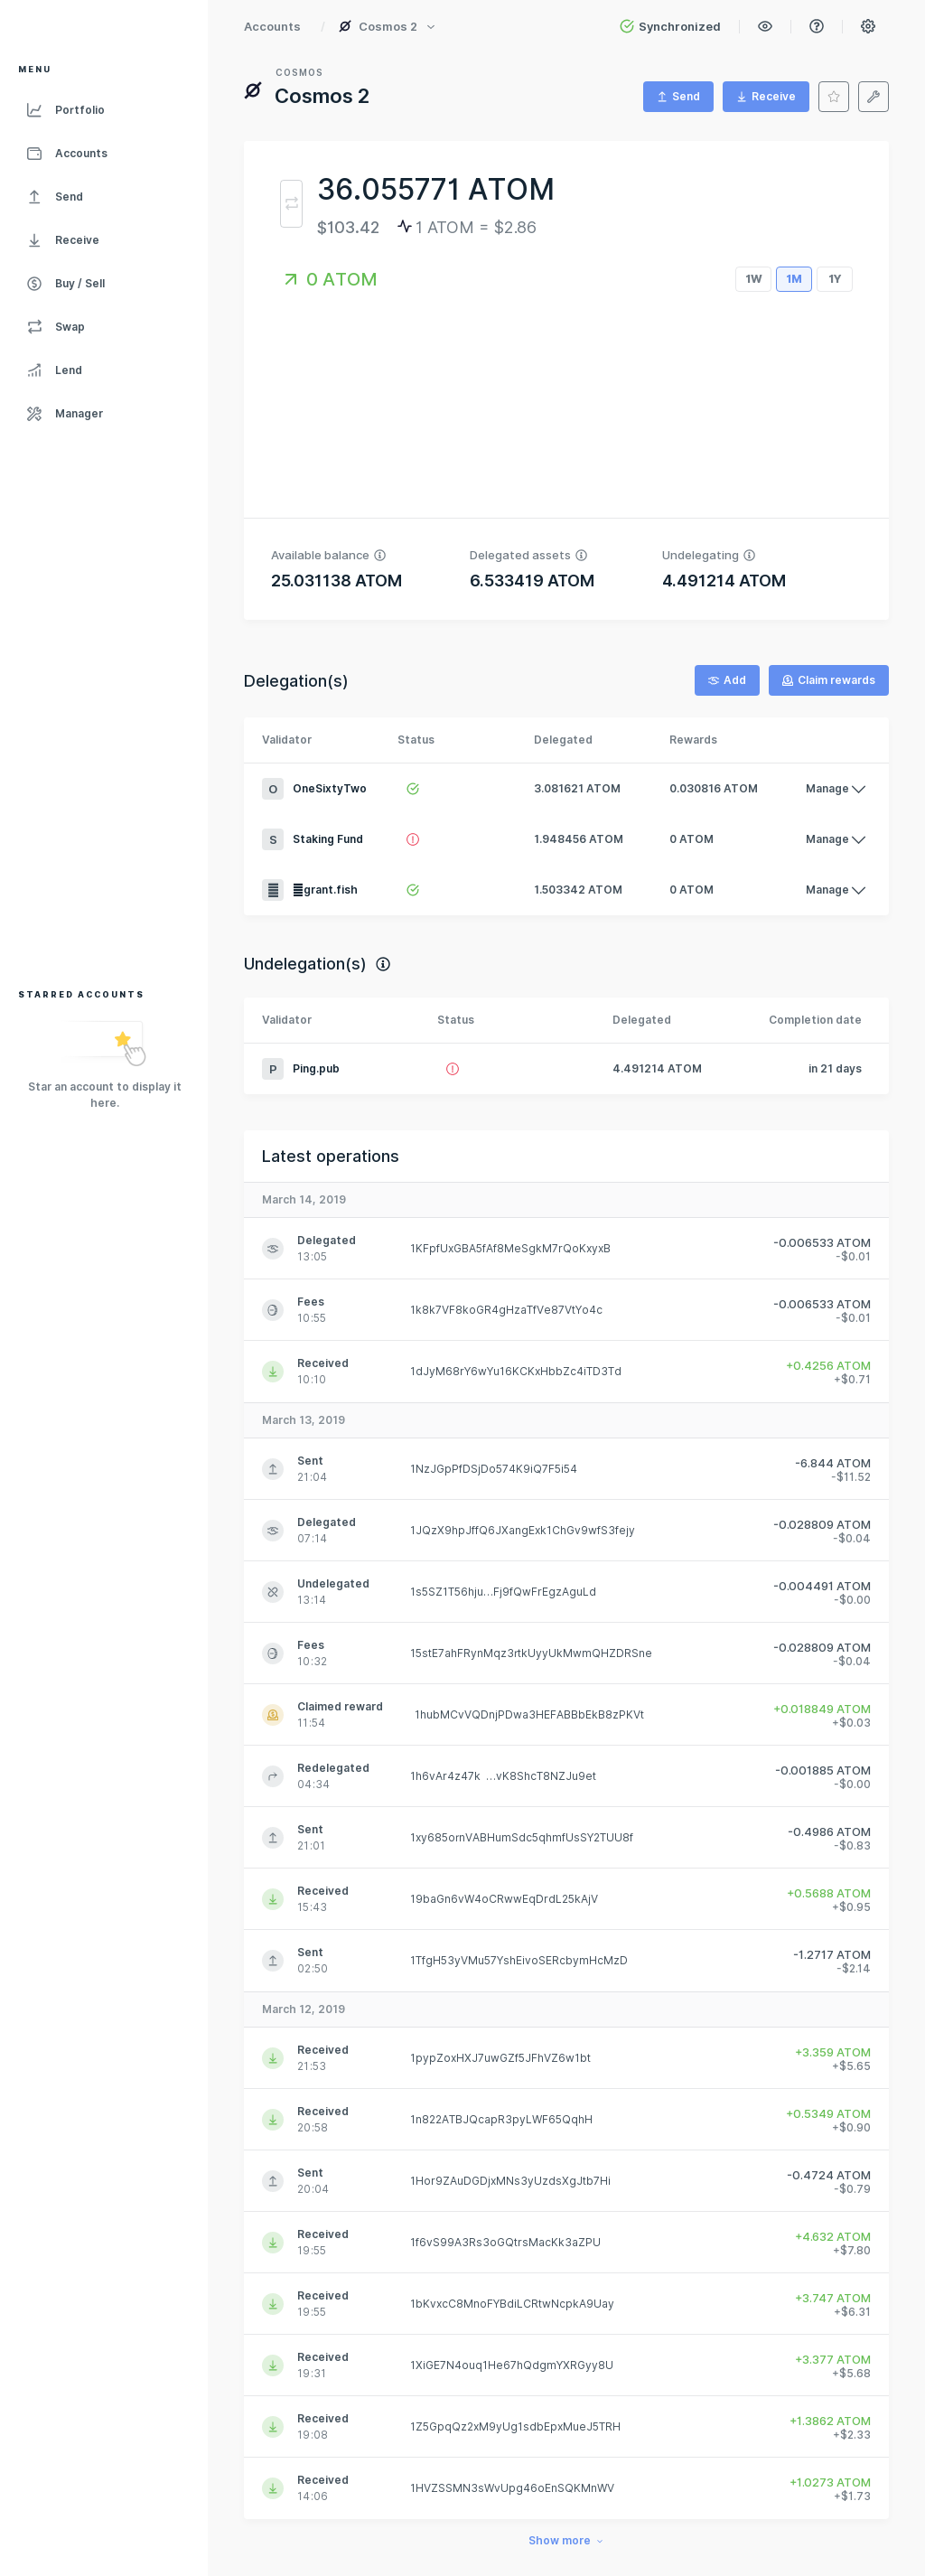 Accounts / Cosmos 2
Synchronized
MENU
Portfolio
Accounts
Send
Receive
Buy / Sell
Swap
Lend
Manager
STARRED ACCOUNTS
Star an account to display it
here.
COSMOS
Cosmos 2
Send
Receive
36.055771 ATOM
$103.42 1 ATOM = $2.86
0 ATOM
1W 1M 1Y
Available balance Delegated assets Undelegating
25.031138 ATOM 6.533419 ATOM 4.491214 ATOM
Delegation(s)
Add
Claim rewards
Validator Status Delegated Rewards
O OneSixtyTwo 3.081621 ATOM 0.030816 ATOM Manage
S Staking Fund 1.948456 ATOM 0 ATOM Manage
grant.fish 1.503342 ATOM 0 ATOM Manage
Undelegation(s)
Validator Status Delegated Completion date
P Ping.pub 4.491214 ATOM in 21 days
Latest operations
March 14, 2019
Delegated 1KFpfUxGBA5fAf8MeSgkM7rQoKxyxB -0.006533 ATOM
13:05 -$0.01
Fees 1k8k7VF8koGR4gHzaTfVe87VtYo4c -0.006533 ATOM
10:55 -$0.01
Received 1dJyM68rY6wYu16KCKxHbbZc4iTD3Td +0.4256 ATOM
10:10 +$0.71
March 13, 2019
Sent 1NzJGpPfDSjDo574K9iQ7F5i54 -6.844 ATOM
21:04 -$11.52
Delegated 1JQzX9hpJffQ6JXangExk1ChGv9wfS3fejy -0.028809 ATOM
07:14 -$0.04
Undelegated 1s5SZ1T56hju…Fj9fQwFrEgzAguLd -0.004491 ATOM
13:14 -$0.00
Fees 15stE7ahFRynMqz3rtkUyyUkMwmQHZDRSne -0.028809 ATOM
10:32 -$0.04
Claimed reward 1hubMCvVQDnjPDwa3HEFABBbEkB8zPKVt +0.018849 ATOM
11:54 +$0.03
Redelegated 1h6vAr4z47k …vK8ShcT8NZJu9et -0.001885 ATOM
04:34 -$0.00
Sent 1xy685ornVABHumSdc5qhmfUsSY2TUU8f -0.4986 ATOM
21:01 -$0.83
Received 19baGn6vW4oCRwwEqDrdL25kAjV +0.5688 ATOM
15:43 +$0.95
Sent 1TfgH53yVMu57YshEivoSERcbymHcMzD -1.2717 ATOM
02:50 -$2.14
March 12, 2019
Received 1pypZoxHXJ7uwGZf5JFhVZ6w1bt +3.359 ATOM
21:53 +$5.65
Received 1n822ATBJQcapR3pyLWF65QqhH +0.5349 ATOM
20:58 +$0.90
Sent 1Hor9ZAuDGDjxMNs3yUzdsXgJtb7Hi -0.4724 ATOM
20:04 -$0.79
Received 1f6vS99A3Rs3oGQtrsMacKk3aZPU +4.632 ATOM
19:55 +$7.80
Received 1bKvxcC8MnoFYBdiLCRtwNcpkA9Uay +3.747 ATOM
19:55 +$6.31
Received 1XiGE7N4ouq1He67hQdgmYXRGyy8U +3.377 ATOM
19:31 +$5.68
Received 1Z5GpqQz2xM9yUg1sdbEpxMueJ5TRH +1.3862 ATOM
19:08 +$2.33
Received 1HVZSSMN3sWvUpg46oEnSQKMnWV +1.0273 ATOM
14:06 +$1.73
Show more